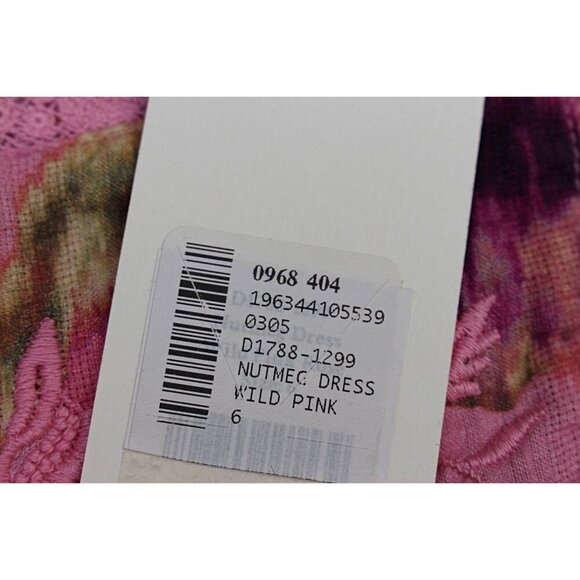 0968 404
196344105539
0305
D1788-1299
NUTMEG DRESS
WILD PINK
6